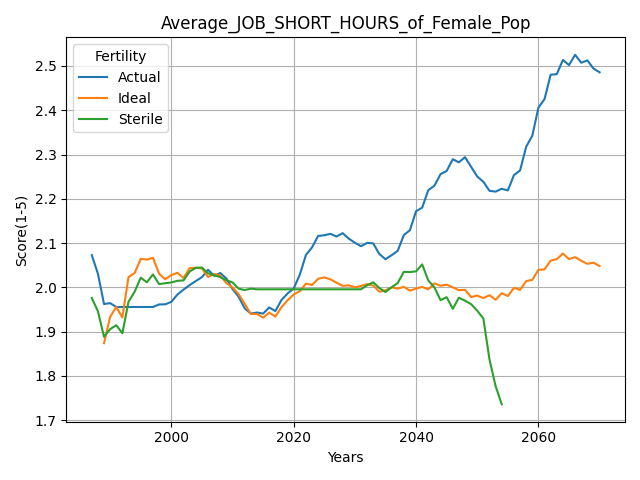 Average_JOB_SHORT_HOURS_of_Female_Pop
Fertility
Actual
Ideal
Sterile
Score(1-5)
2.5
2.4
2.3
2.2
2.1
2.0
1.9
1.8
1.7
2000 2020 2040 2060
Years